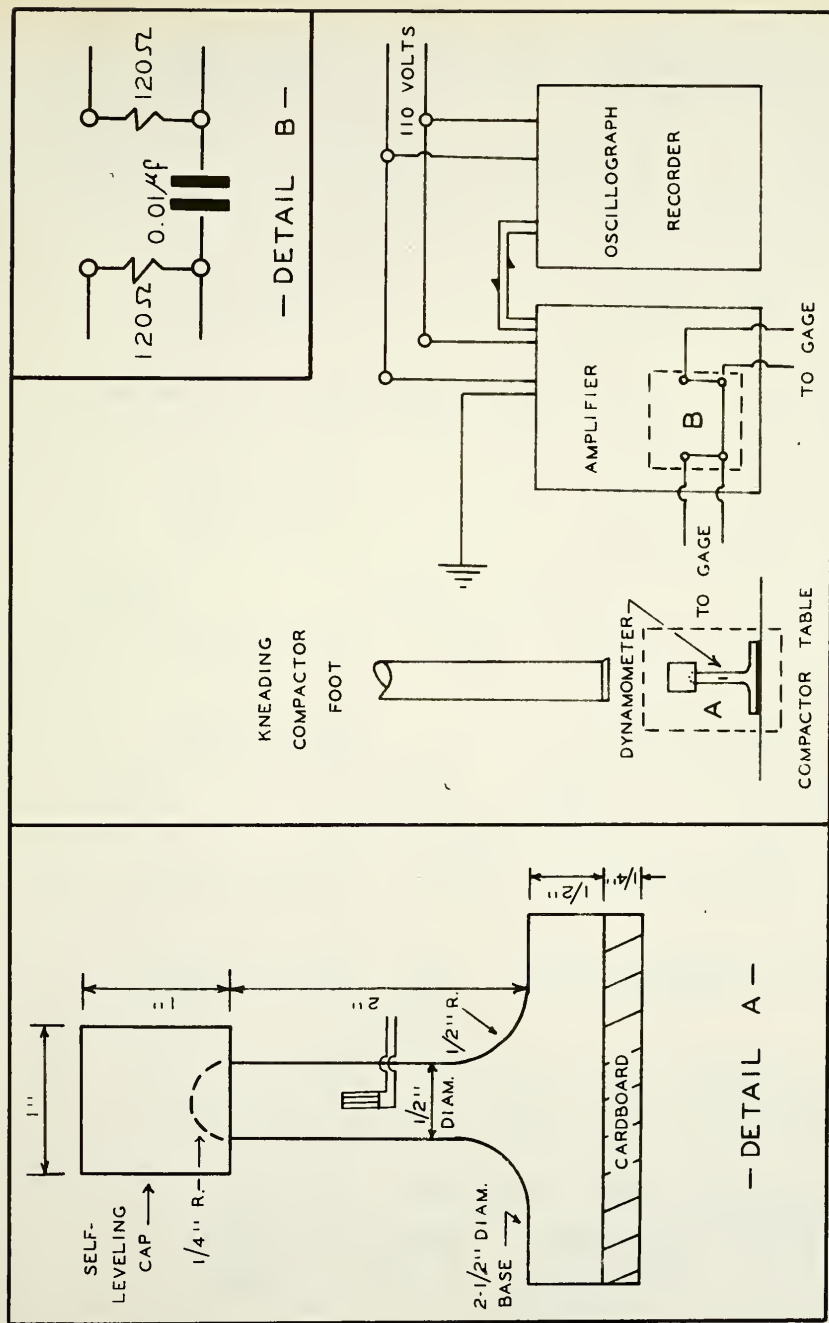 SELF-
LEVELING
CAP
1"
1"
1/4" R.
2"
1/2"
DIAM.
1/2" R.
2-1/2" DIAM.
BASE
1/2"
1/4"
CARDBOARD
— DETAIL A —
KNEADING
COMPACTOR
FOOT
DYNAMOMETER
A
COMPACTOR TABLE
TO GAGE
AMPLIFIER
B
TO GAGE
OSCILLOGRAPH
RECORDER
110 VOLTS
120Ω
0.01μf
120Ω
— DETAIL B —